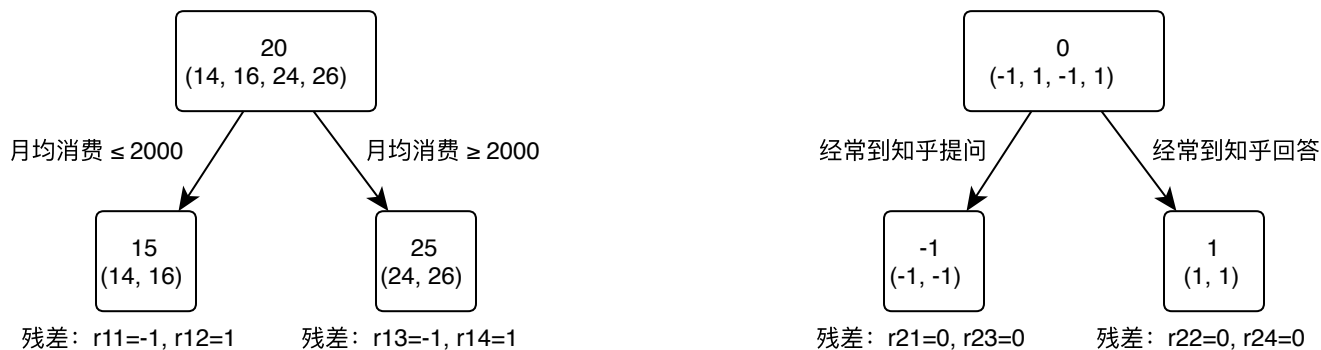 20
(14, 16, 24, 26)
月均消费 ≤ 2000
月均消费 ≥ 2000
15
(14, 16)
25
(24, 26)
残差：r11=-1, r12=1
残差：r13=-1, r14=1
0
(-1, 1, -1, 1)
经常到知乎提问
经常到知乎回答
-1
(-1, -1)
1
(1, 1)
残差：r21=0, r23=0
残差：r22=0, r24=0